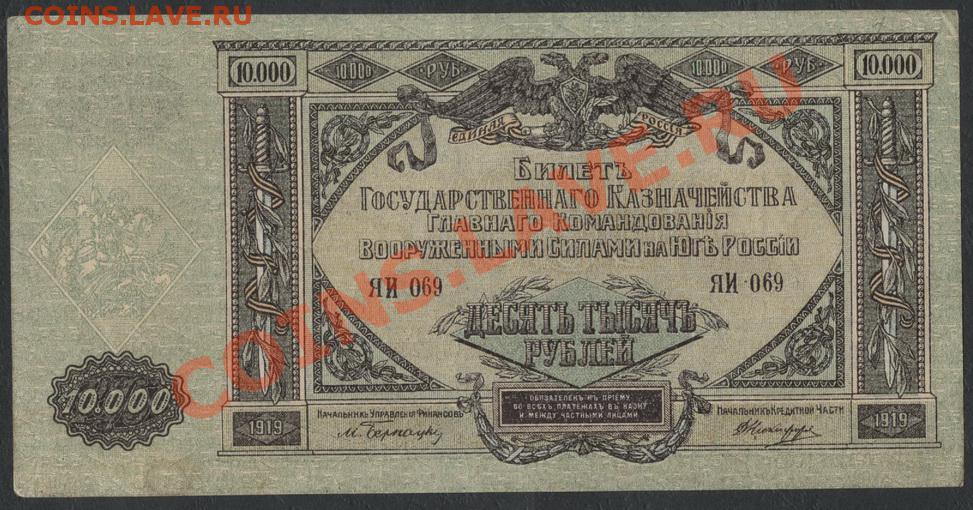 COINS.LAVE.RU
10.000
10.000
РУБ
10.000
РУБ
10.000
ЕДИНАЯ РОССІЯ
БИЛЕТЪ
ГОСУДАРСТВЕННАГО КАЗНАЧЕЙСТВА
ГЛАВНАГО КОМАНДОВАНІЯ
ВООРУЖЕННЫМИ СИЛАМИ НА ЮГѢ РОССІИ
ЯИ 069
ЯИ 069
ДЕСЯТЬ ТЫСЯЧЪ
РУБЛЕЙ
10.000
ОБЯЗАТЕЛЕНЪ КЪ ПРІЕМУ
ВО ВСѢХЪ ПЛАТЕЖАХЪ ВЪ КАЗНУ
И МЕЖДУ ЧАСТНЫМИ ЛИЦАМИ
НАЧАЛЬНИКЪ УПРАВЛЕНІЯ ФИНАНСОВЪ
НАЧАЛЬНИКЪ КРЕДИТНОЙ ЧАСТИ
1919
1919
COINS.LAVE.RU